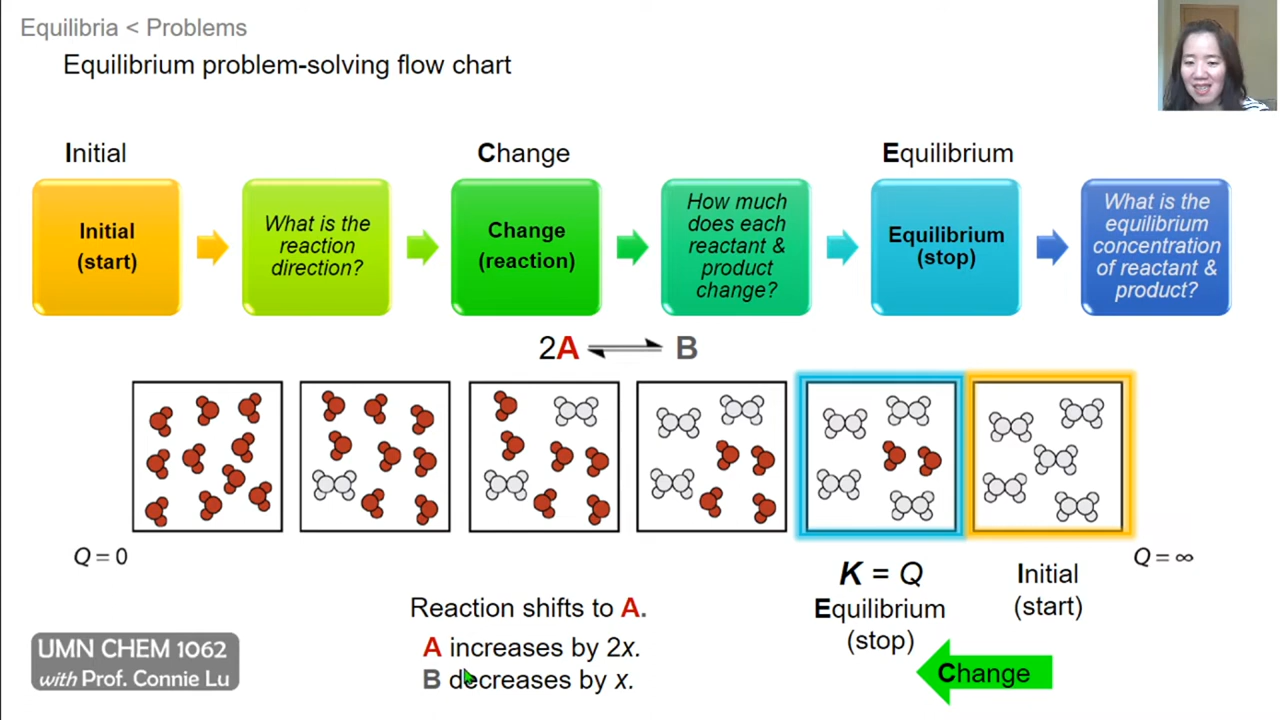 Equilibria < Problems
Equilibrium problem-solving flow chart
Initial
Change
Equilibrium
Initial
(start)
What is the
reaction
direction?
Change
(reaction)
How much
does each
reactant &
product
change?
Equilibrium
(stop)
What is the
equilibrium
concentration
of reactant &
product?
2A ⇌ B
Q = 0
Q = ∞
K = Q
Equilibrium
(stop)
Initial
(start)
Reaction shifts to A.
A increases by 2x.
B decreases by x.
Change
UMN CHEM 1062
with Prof. Connie Lu